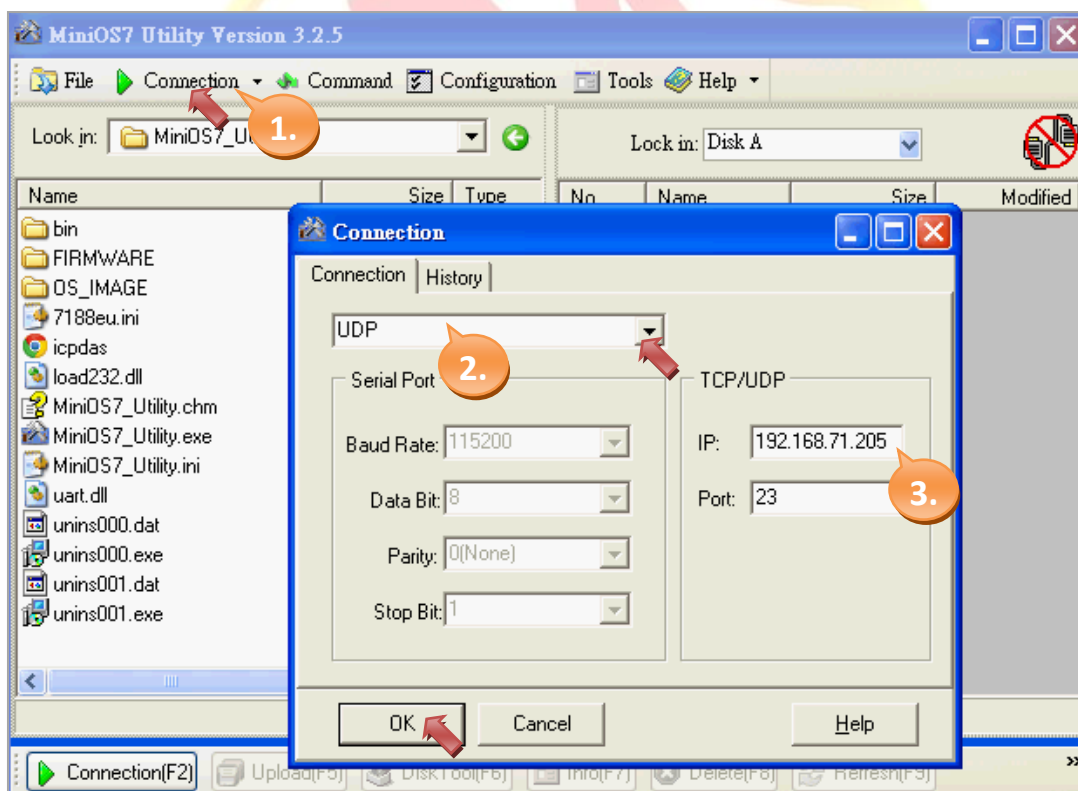 MiniOS7 Utility Version 3.2.5
File Connection Command Configuration Tools Help
1.
Look in: MiniOS7_Ut
Lock in: Disk A
Name Size Type
No Name Size Modified
bin
FIRMWARE
OS_IMAGE
7188eu.ini
icpdas
load232.dll
MiniOS7_Utility.chm
MiniOS7_Utility.exe
MiniOS7_Utility.ini
uart.dll
unins000.dat
unins000.exe
unins001.dat
unins001.exe
Connection
Connection History
UDP
2.
Serial Port
Baud Rate: 115200
Data Bit: 8
Parity: 0(None)
Stop Bit: 1
TCP/UDP
IP: 192.168.71.205
Port: 23
3.
OK Cancel Help
Connection(F2) Upload(F5) DiskTool(F6) Info(F7) Delete(F8) Refresh(F9)